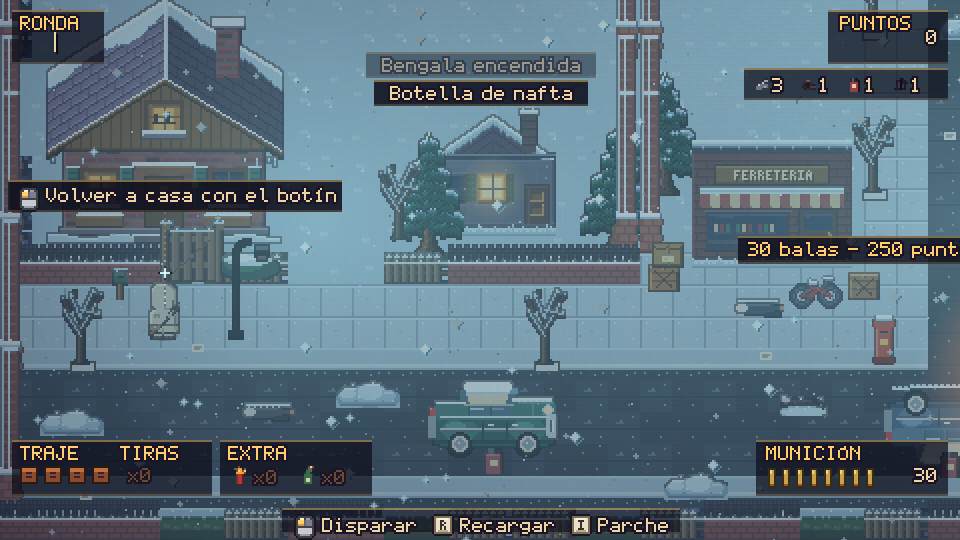 RONDA
|
PUNTOS
0
3 1 1 1
Bengala encendida
Botella de nafta
FERRETERIA
Volver a casa con el botín
30 balas - 250 punt
TRAJE TIRAS
x0
EXTRA
x0 x0
MUNICIóN
30
Disparar R Recargar I Parche